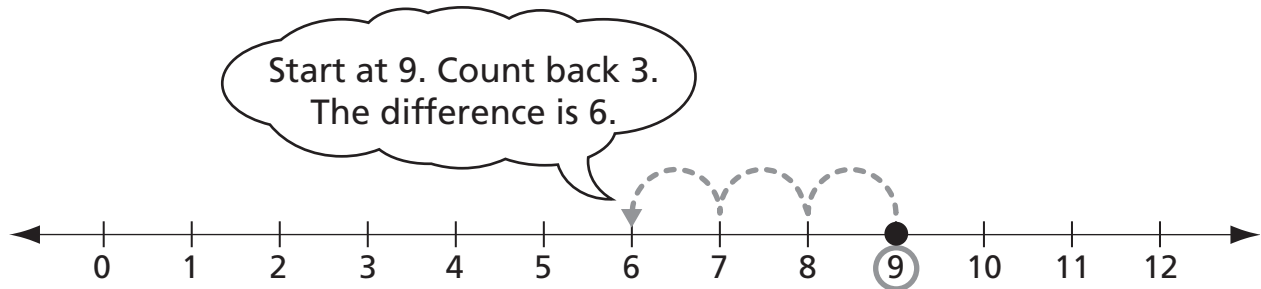 Start at 9. Count back 3.
The difference is 6.
0 1 2 3 4 5 6 7 8 9 10 11 12